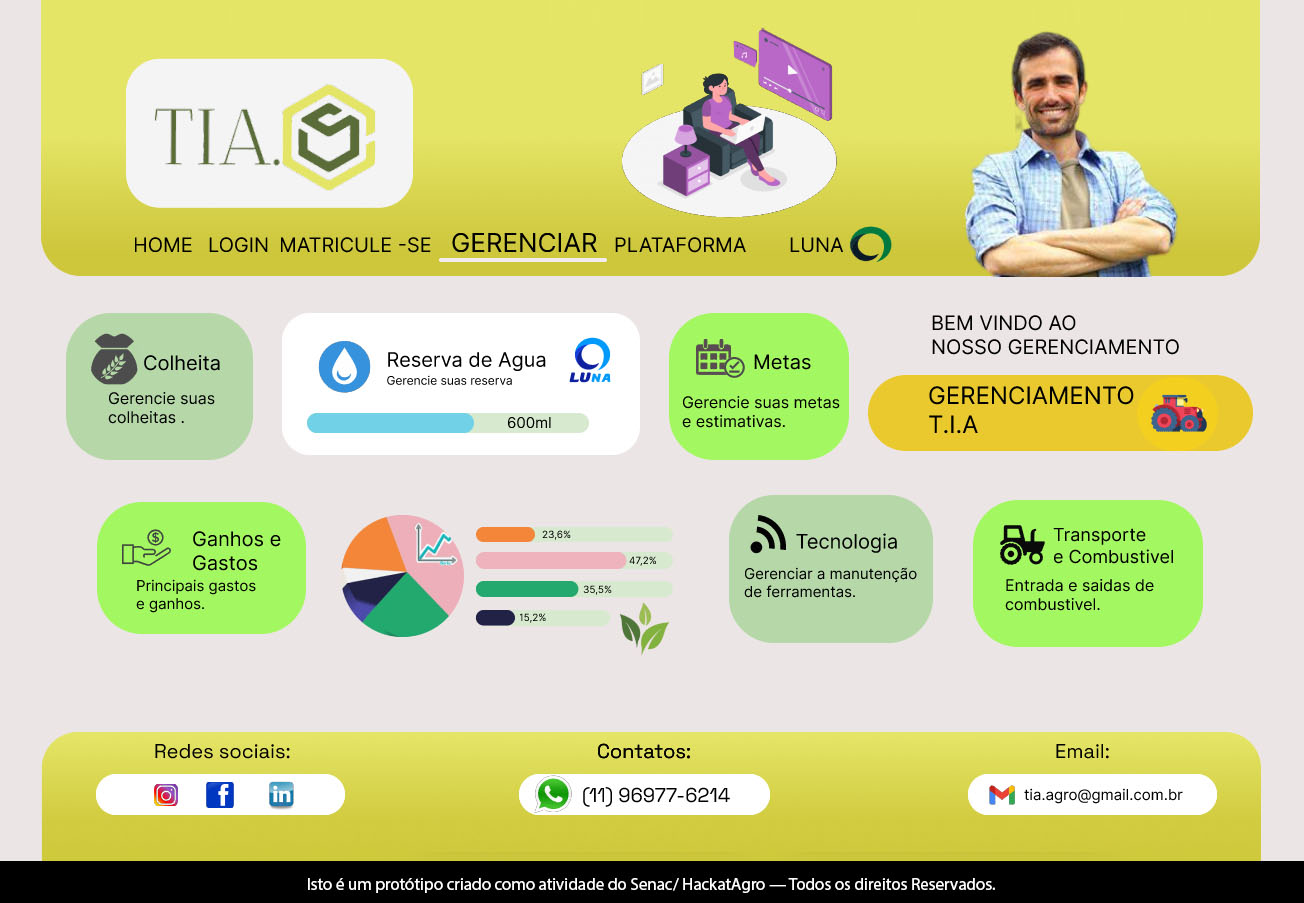 TIA.
HOME LOGIN MATRICULE -SE GERENCIAR PLATAFORMA LUNA
Colheita
Gerencie suas
colheitas .
Reserva de Agua
Gerencie suas reserva
LUNA
600ml
Metas
Gerencie suas metas
e estimativas.
BEM VINDO AO
NOSSO GERENCIAMENTO
GERENCIAMENTO
T.I.A
Ganhos e
Gastos
Principais gastos
e ganhos.
23,6%
47,2%
35,5%
15,2%
Tecnologia
Gerenciar a manutenção
de ferramentas.
Transporte
e Combustivel
Entrada e saidas de
combustivel.
Redes sociais:
Contatos:
(11) 96977-6214
Email:
tia.agro@gmail.com.br
Isto é um protótipo criado como atividade do Senac/ HackatAgro — Todos os direitos Reservados.